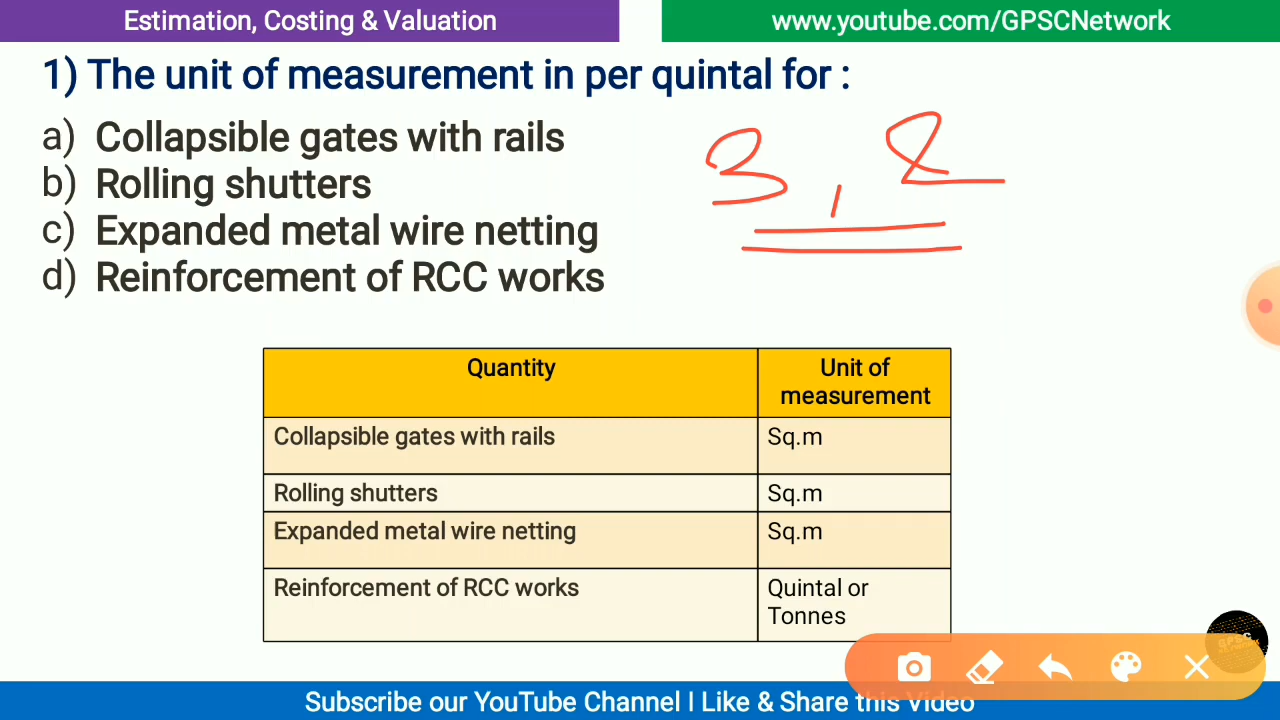 Estimation, Costing & Valuation
www.youtube.com/GPSCNetwork
1) The unit of measurement in per quintal for :
a) Collapsible gates with rails
b) Rolling shutters
c) Expanded metal wire netting
d) Reinforcement of RCC works
3, 2
Quantity Unit of
measurement
Collapsible gates with rails Sq.m
Rolling shutters Sq.m
Expanded metal wire netting Sq.m
Reinforcement of RCC works Quintal or
Tonnes
GPSC
Subscribe our YouTube Channel I Like & Share this Video